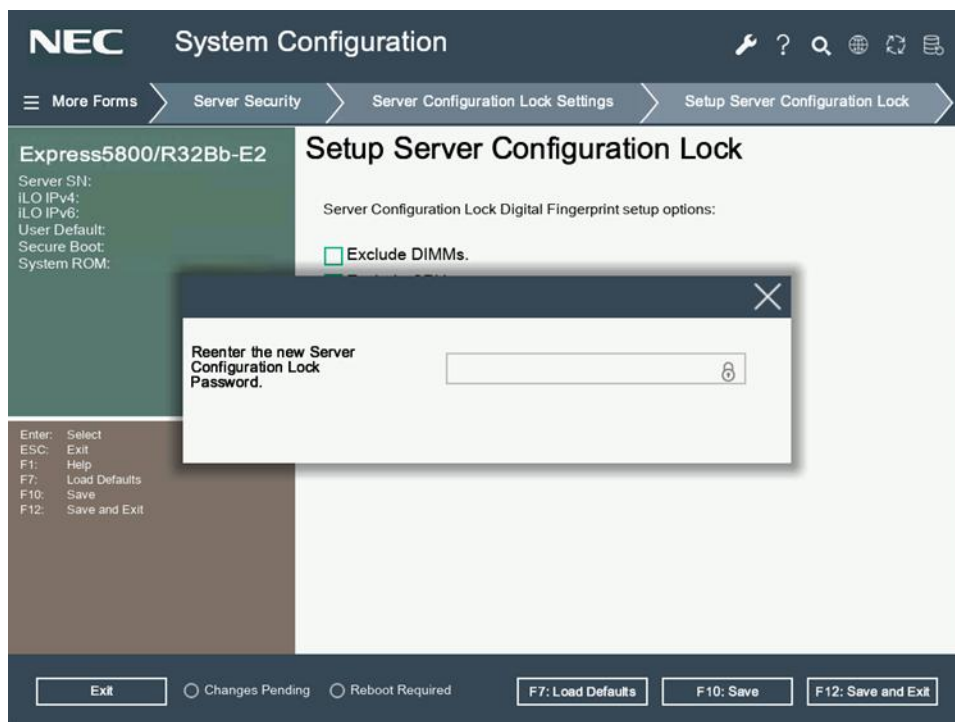 NEC System Configuration
More Forms
Server Security
Server Configuration Lock Settings
Setup Server Configuration Lock
Express5800/R32Bb-E2
Server SN:
iLO IPv4:
iLO IPv6:
User Default:
Secure Boot:
System ROM:
Setup Server Configuration Lock
Server Configuration Lock Digital Fingerprint setup options:
Exclude DIMMs.
Reenter the new Server
Configuration Lock
Password.
Enter: Select
ESC: Exit
F1: Help
F7: Load Defaults
F10: Save
F12: Save and Exit
Exit
Changes Pending
Reboot Required
F7: Load Defaults
F10: Save
F12: Save and Exit